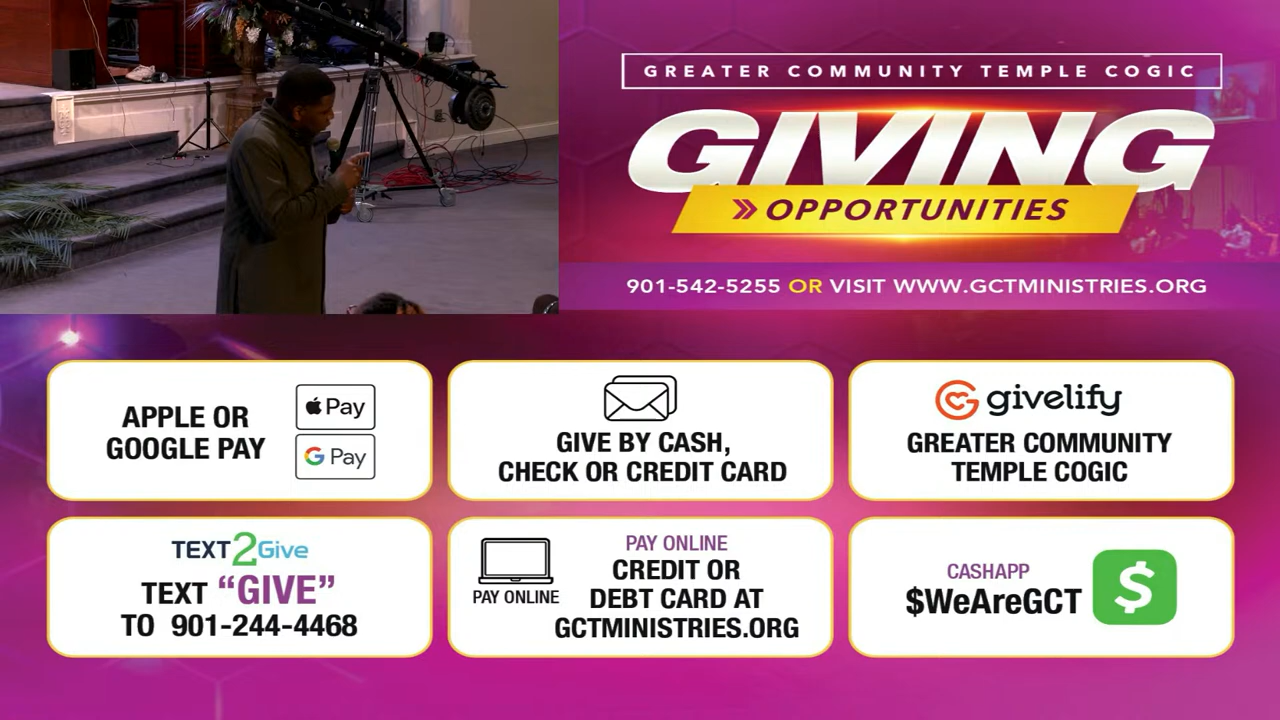 GREATER COMMUNITY TEMPLE COGIC
GIVING
OPPORTUNITIES
901-542-5255 OR VISIT WWW.GCTMINISTRIES.ORG
APPLE OR
GOOGLE PAY
Pay
G Pay
GIVE BY CASH,
CHECK OR CREDIT CARD
givelify
GREATER COMMUNITY
TEMPLE COGIC
TEXT2Give
TEXT “GIVE”
TO 901-244-4468
PAY ONLINE
PAY ONLINE
CREDIT OR
DEBT CARD AT
GCTMINISTRIES.ORG
CASHAPP
$WeAreGCT
$